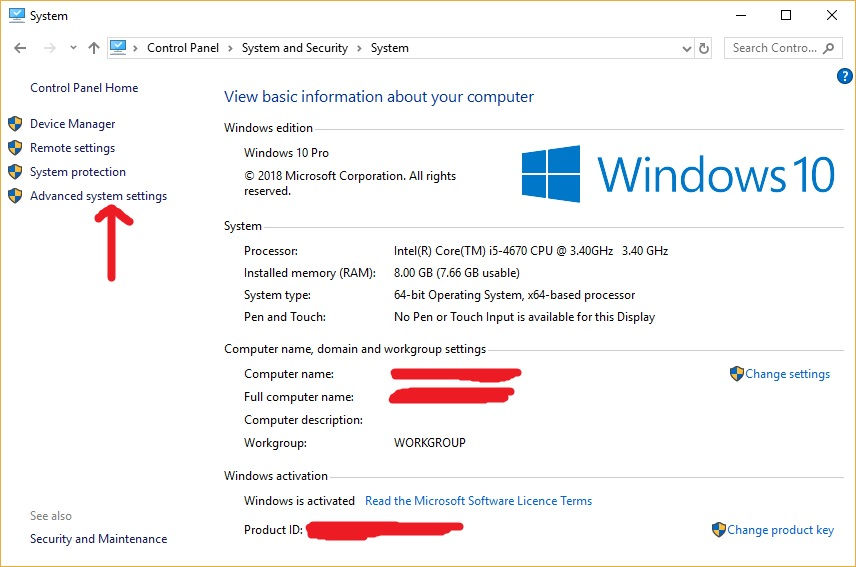 System
Control Panel > System and Security > System
Search Contro...
?
Control Panel Home
Device Manager
Remote settings
System protection
Advanced system settings
See also
Security and Maintenance
View basic information about your computer
Windows edition
Windows 10 Pro
© 2018 Microsoft Corporation. All rights
reserved.
Windows 10
System
Processor: Intel(R) Core(TM) i5-4670 CPU @ 3.40GHz 3.40 GHz
Installed memory (RAM): 8.00 GB (7.66 GB usable)
System type: 64-bit Operating System, x64-based processor
Pen and Touch: No Pen or Touch Input is available for this Display
Computer name, domain and workgroup settings
Computer name: Change settings
Full computer name:
Computer description:
Workgroup: WORKGROUP
Windows activation
Windows is activated Read the Microsoft Software Licence Terms
Product ID: Change product key